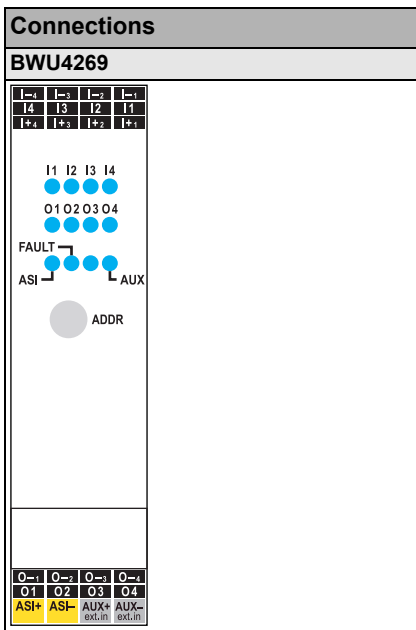 Connections
BWU4269
I–4 I–3 I–2 I–1
I4 I3 I2 I1
I+4 I+3 I+2 I+1
I1 I2 I3 I4
O1 O2 O3 O4
FAULT
ASI AUX
ADDR
O–1 O–2 O–3 O–4
O1 O2 O3 O4
ASI+ ASI– AUX+ AUX–
ext.in ext.in